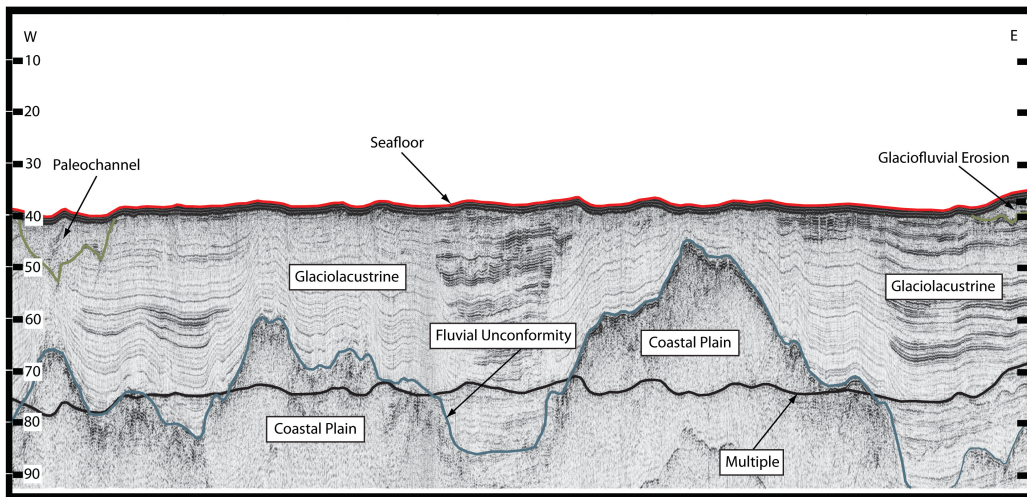 W
E
10
20
30
40
50
60
70
80
90
Seafloor
Paleochannel
Glaciofluvial Erosion
Glaciolacustrine
Glaciolacustrine
Fluvial Unconformity
Coastal Plain
Coastal Plain
Multiple